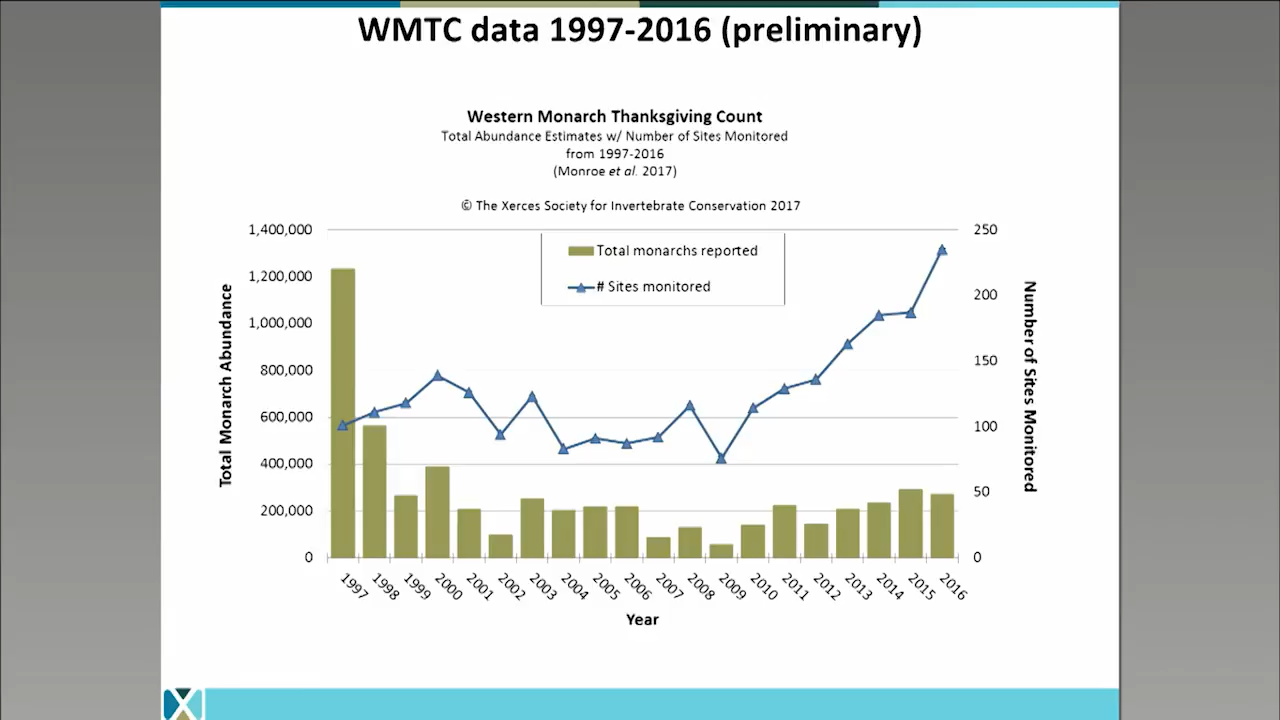 WMTC data 1997-2016 (preliminary)
Western Monarch Thanksgiving Count
Total Abundance Estimates w/ Number of Sites Monitored
from 1997-2016
(Monroe et al. 2017)
© The Xerces Society for Invertebrate Conservation 2017
Total monarchs reported
# Sites monitored
Total Monarch Abundance
1,400,000
1,200,000
1,000,000
800,000
600,000
400,000
200,000
0
250
200
150
100
50
0
Number of Sites Monitored
1997
1998
1999
2000
2001
2002
2003
2004
2005
2006
2007
2008
2009
2010
2011
2012
2013
2014
2015
2016
Year
X